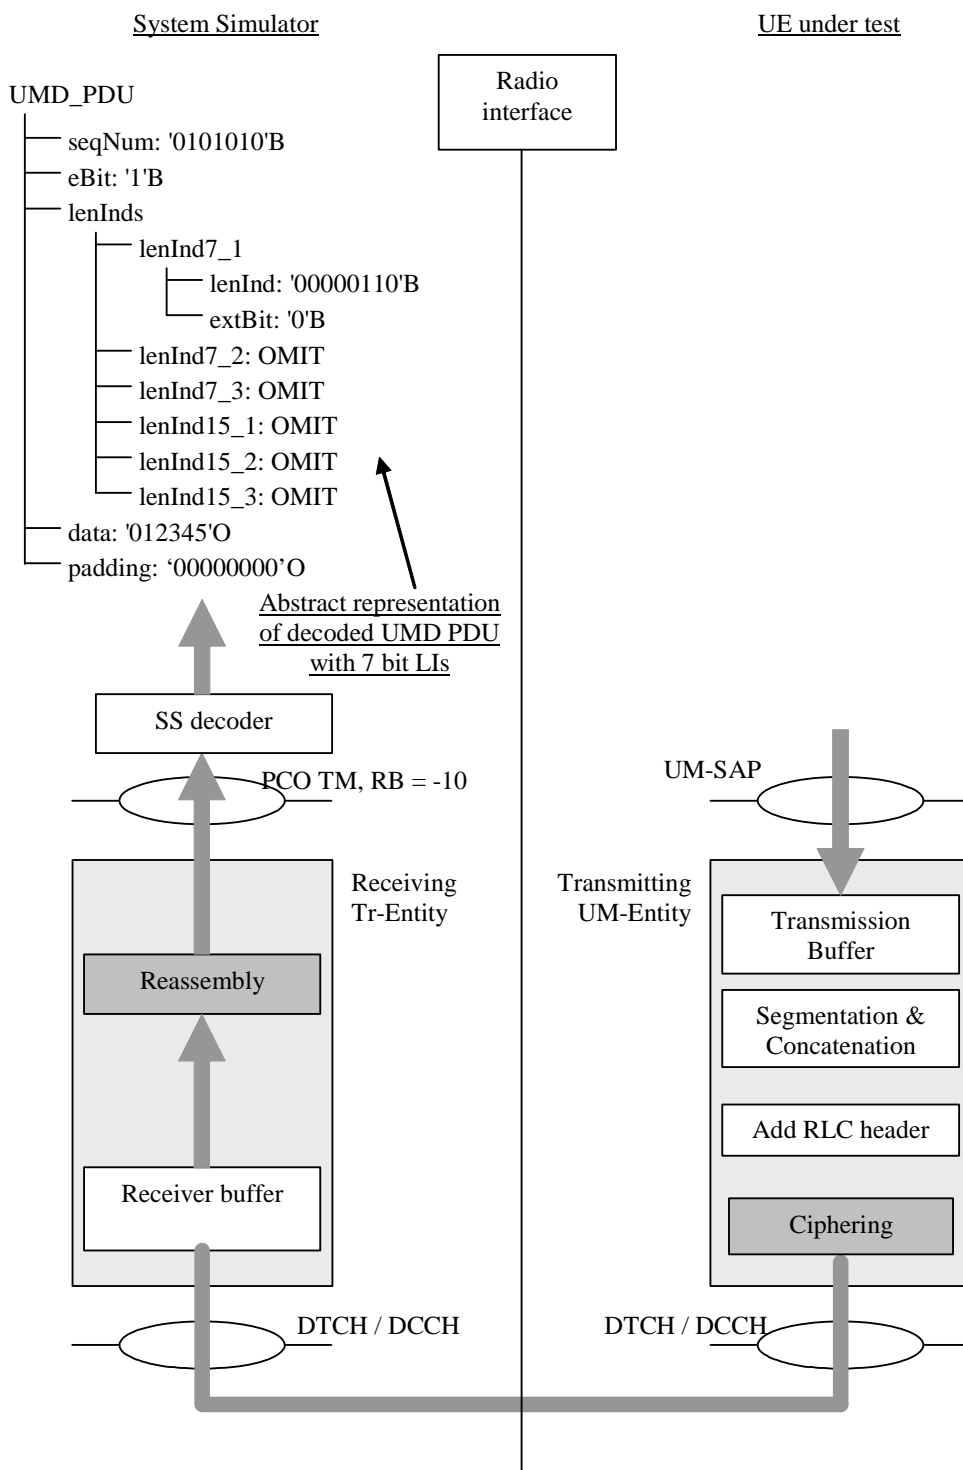 System Simulator
UE under test
Radio
interface
UMD_PDU
seqNum: '0101010'B
eBit: '1'B
lenInds
lenInd7_1
lenInd: '00000110'B
extBit: '0'B
lenInd7_2: OMIT
lenInd7_3: OMIT
lenInd15_1: OMIT
lenInd15_2: OMIT
lenInd15_3: OMIT
data: '012345'O
padding: ‘00000000’O
Abstract representation
of decoded UMD PDU
with 7 bit LIs
SS decoder
PCO TM, RB = -10
UM-SAP
Receiving
Tr-Entity
Transmitting
UM-Entity
Transmission
Buffer
Reassembly
Segmentation &
Concatenation
Add RLC header
Receiver buffer
Ciphering
DTCH / DCCH
DTCH / DCCH